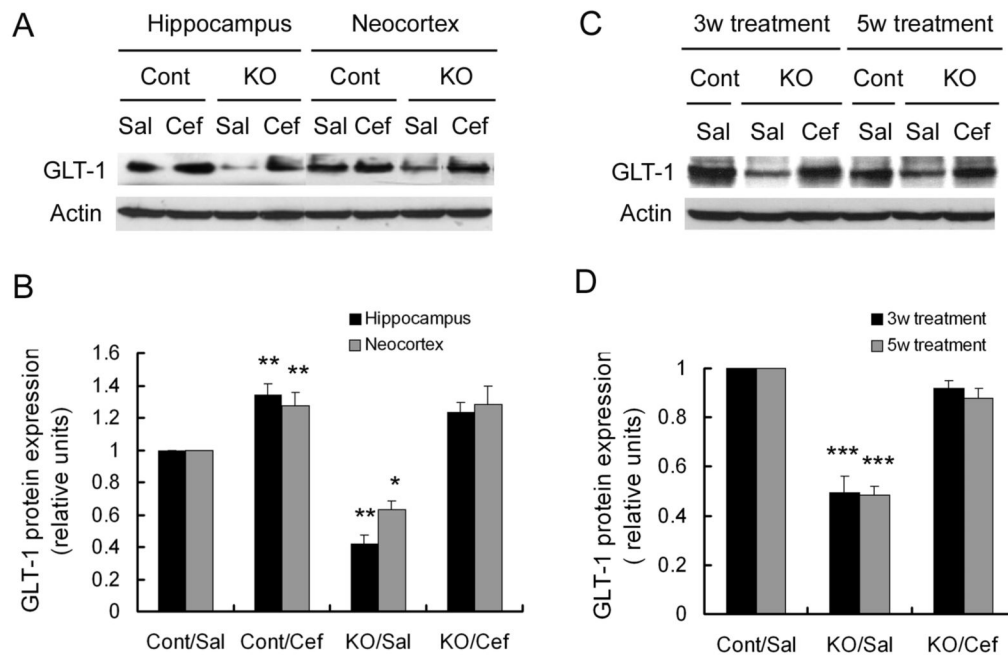 A
Hippocampus Neocortex
Cont KO Cont KO
Sal Cef Sal Cef Sal Cef Sal Cef
GLT-1
Actin
B
Hippocampus
Neocortex
GLT-1 protein expression
(relative units)
1.6
1.4
1.2
1
0.8
0.6
0.4
0.2
0
** **
** *
Cont/Sal Cont/Cef KO/Sal KO/Cef
C
3w treatment 5w treatment
Cont KO Cont KO
Sal Sal Cef Sal Sal Cef
GLT-1
Actin
D
3w treatment
5w treatment
GLT-1 protein expression
( relative units)
1
0.8
0.6
0.4
0.2
0
*** ***
Cont/Sal KO/Sal KO/Cef